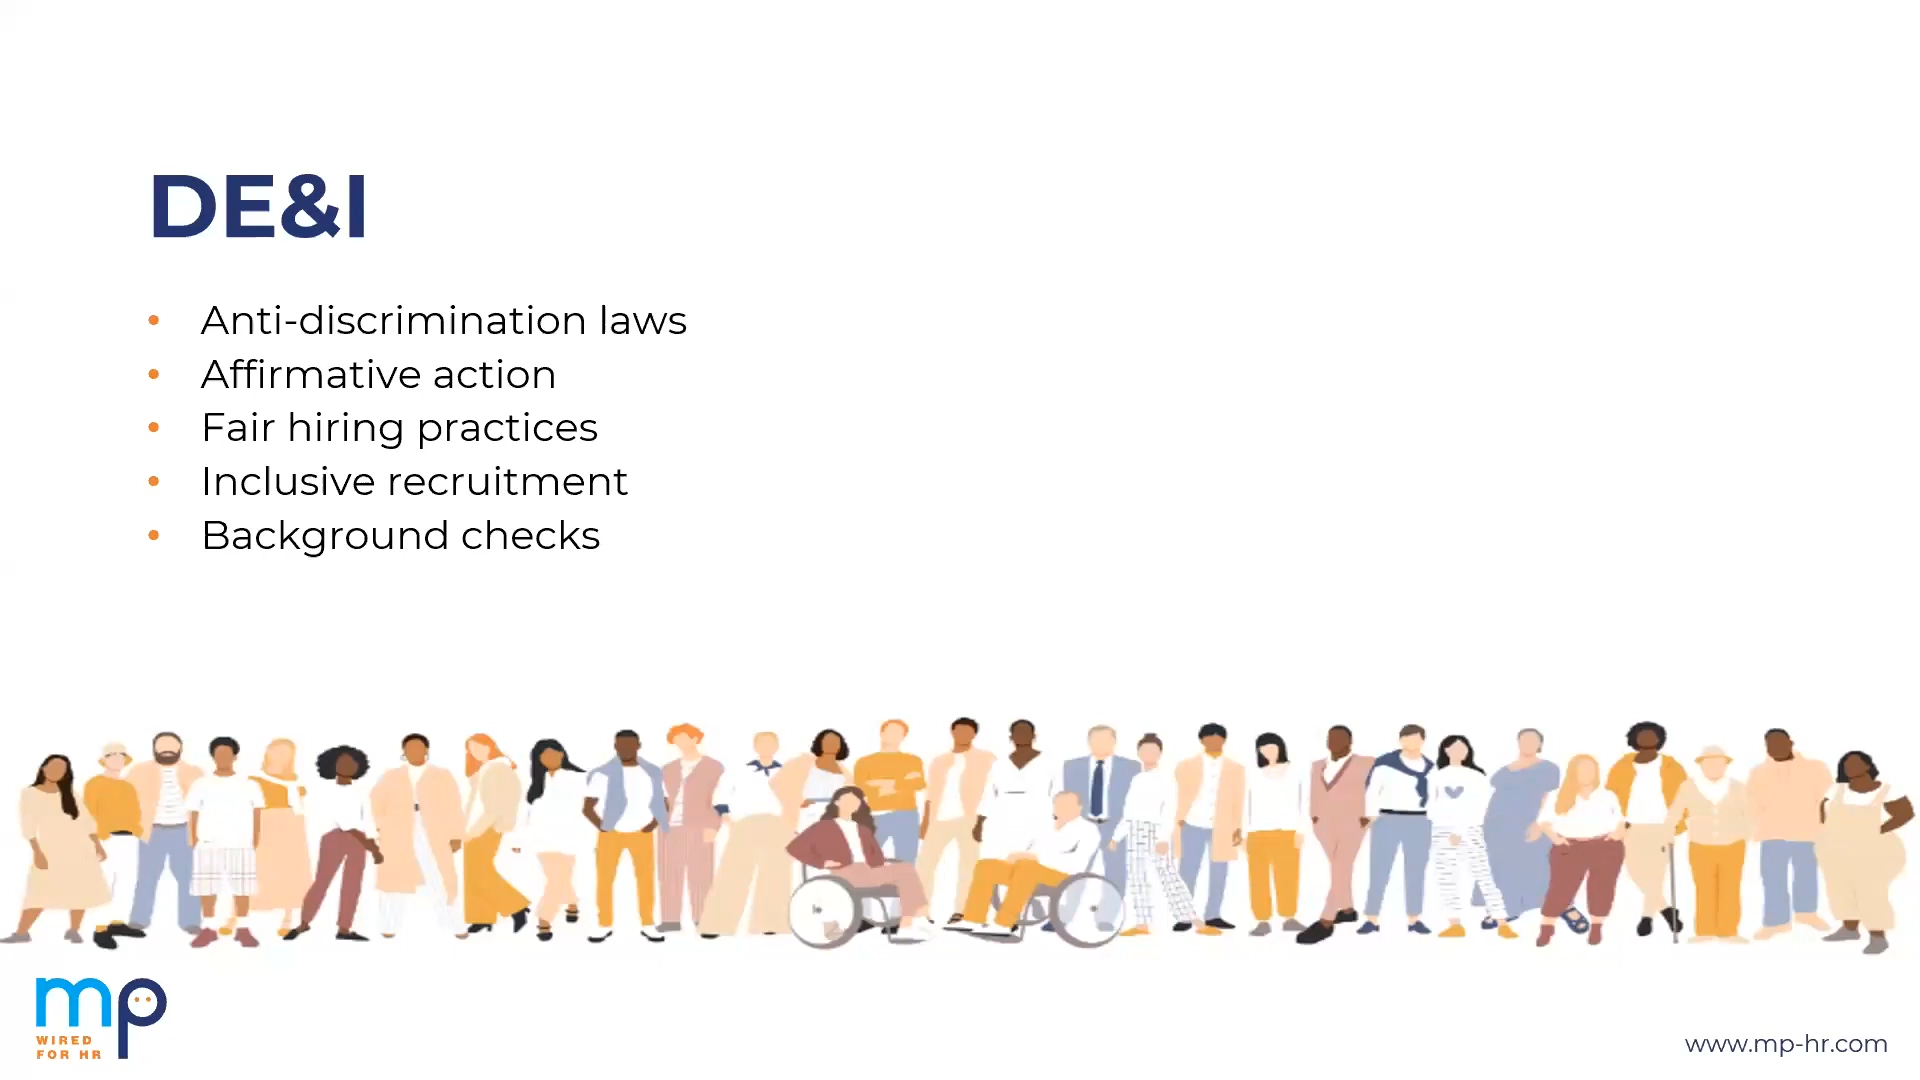 DE&I
• Anti-discrimination laws
• Affirmative action
• Fair hiring practices
• Inclusive recruitment
• Background checks
mp
WIRED
FOR HR
www.mp-hr.com